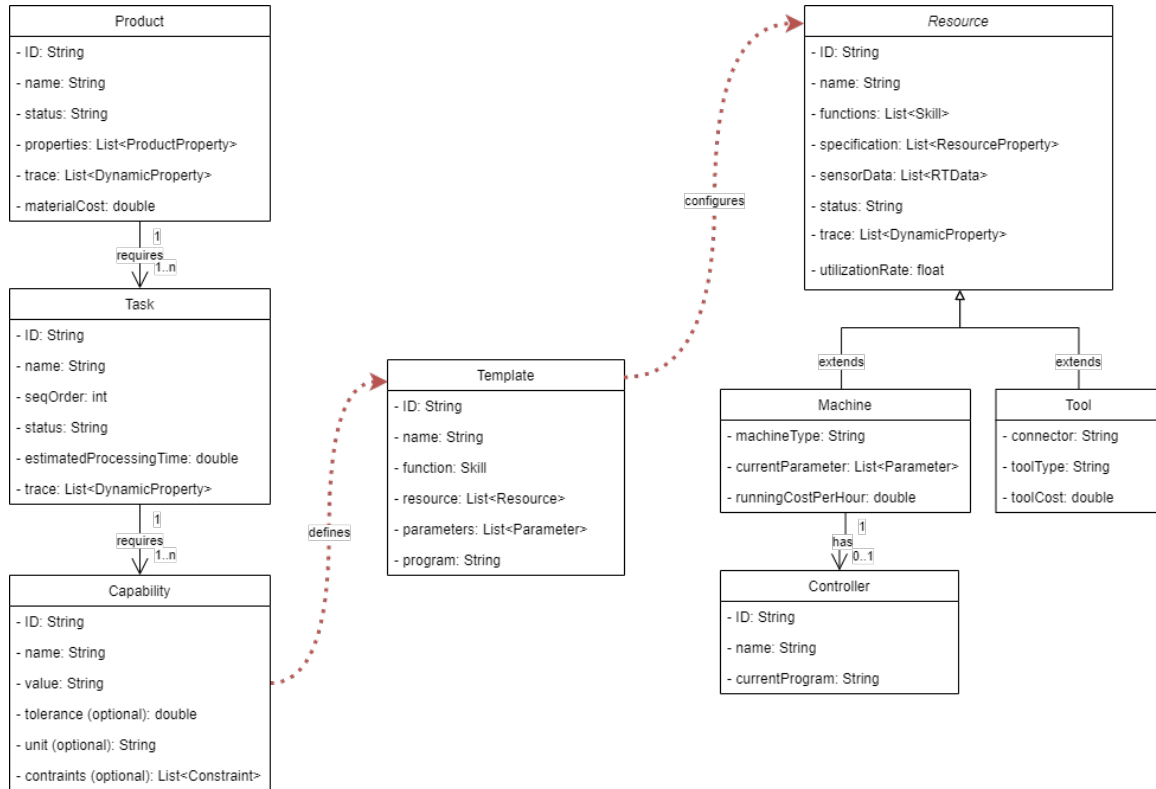 Product
- ID: String
- name: String
- status: String
- properties: List<ProductProperty>
- trace: List<DynamicProperty>
- materialCost: double
1
requires
1..n
Task
- ID: String
- name: String
- seqOrder: int
- status: String
- estimatedProcessingTime: double
- trace: List<DynamicProperty>
1
requires
1..n
Capability
- ID: String
- name: String
- value: String
- tolerance (optional): double
- unit (optional): String
- contraints (optional): List<Constraint>
defines
Template
- ID: String
- name: String
- function: Skill
- resource: List<Resource>
- parameters: List<Parameter>
- program: String
configures
Resource
- ID: String
- name: String
- functions: List<Skill>
- specification: List<ResourceProperty>
- sensorData: List<RTData>
- status: String
- trace: List<DynamicProperty>
- utilizationRate: float
extends
extends
Machine
- machineType: String
- currentParameter: List<Parameter>
- runningCostPerHour: double
Tool
- connector: String
- toolType: String
- toolCost: double
1
has
0..1
Controller
- ID: String
- name: String
- currentProgram: String